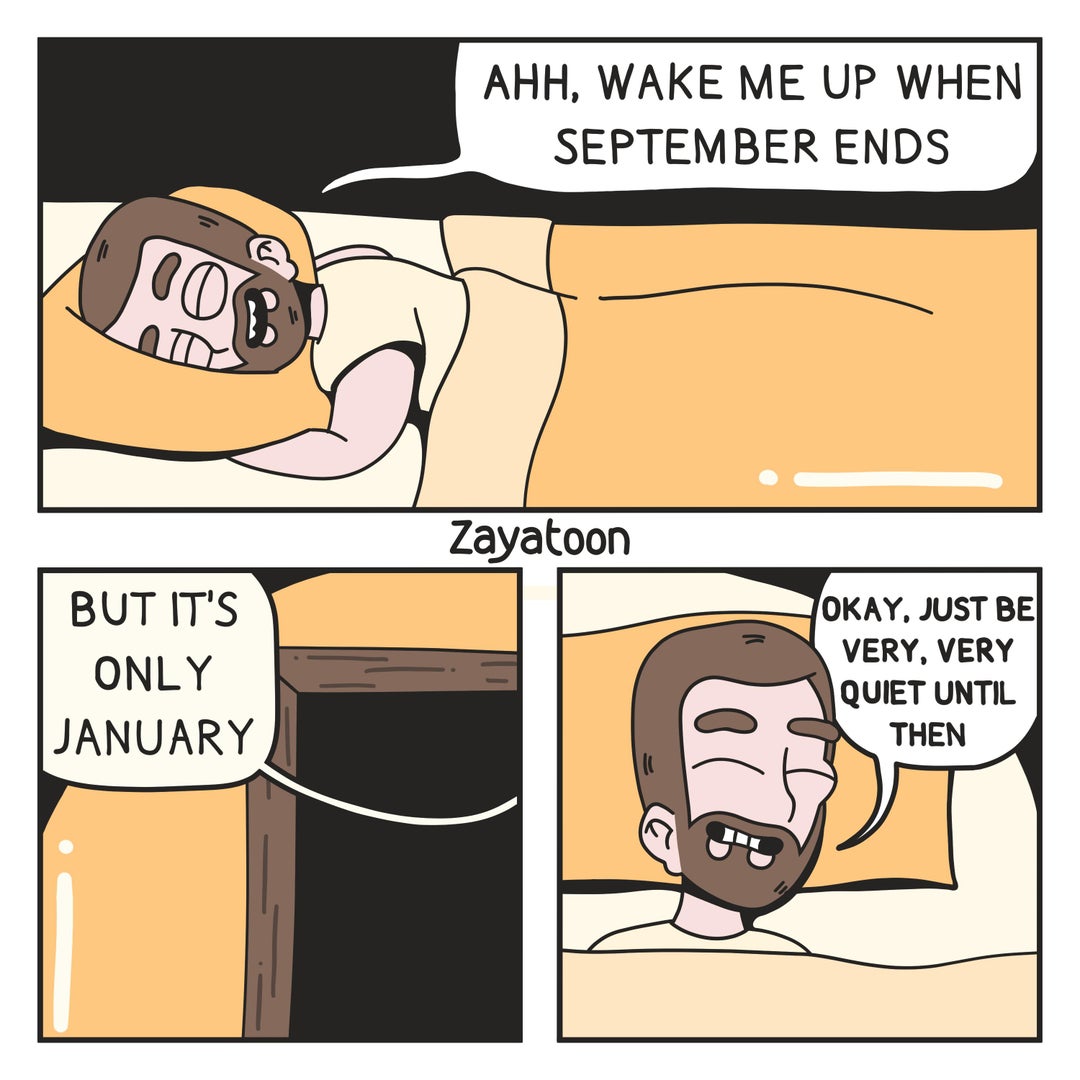 AHH, WAKE ME UP WHEN
SEPTEMBER ENDS
Zayatoon
BUT IT'S
ONLY
JANUARY
OKAY, JUST BE
VERY, VERY
QUIET UNTIL
THEN